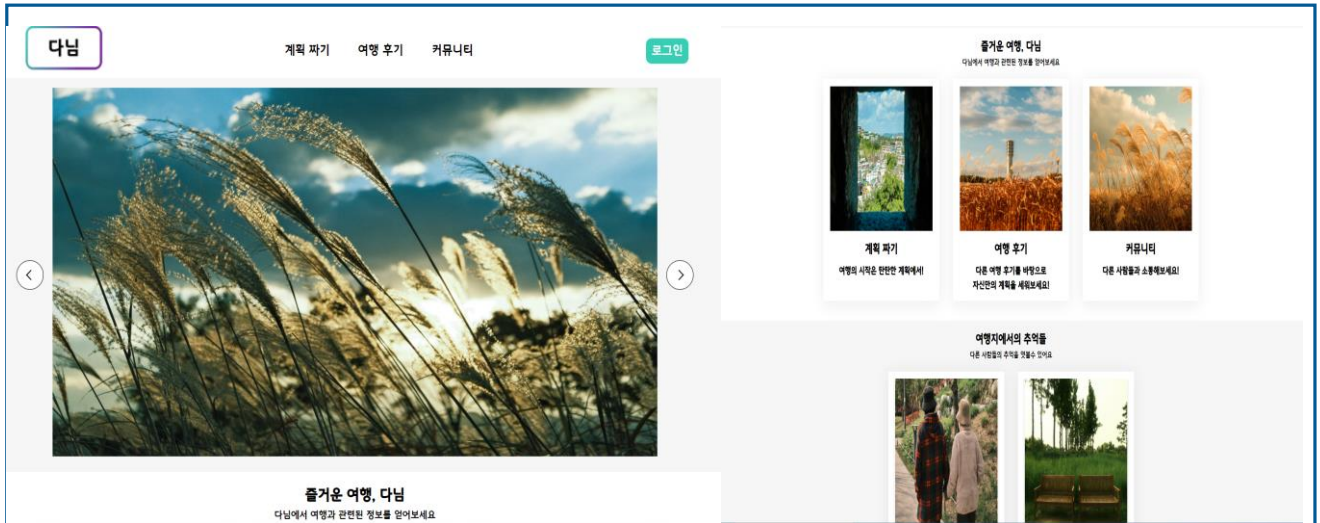 다님
계획 짜기 여행 후기 커뮤니티
로그인
즐거운 여행, 다님
다님에서 여행과 관련된 정보를 얻어보세요
즐거운 여행, 다님
다님에서 여행과 관련된 정보를 얻어보세요
계획 짜기
여행의 시작은 탄탄한 계획에서!
여행 후기
다른 여행 후기를 바탕으로
자신만의 계획을 세워보세요!
커뮤니티
다른 사람들과 소통해보세요!
여행지에서의 추억들
다른 사람들의 추억을 엿볼수 있어요